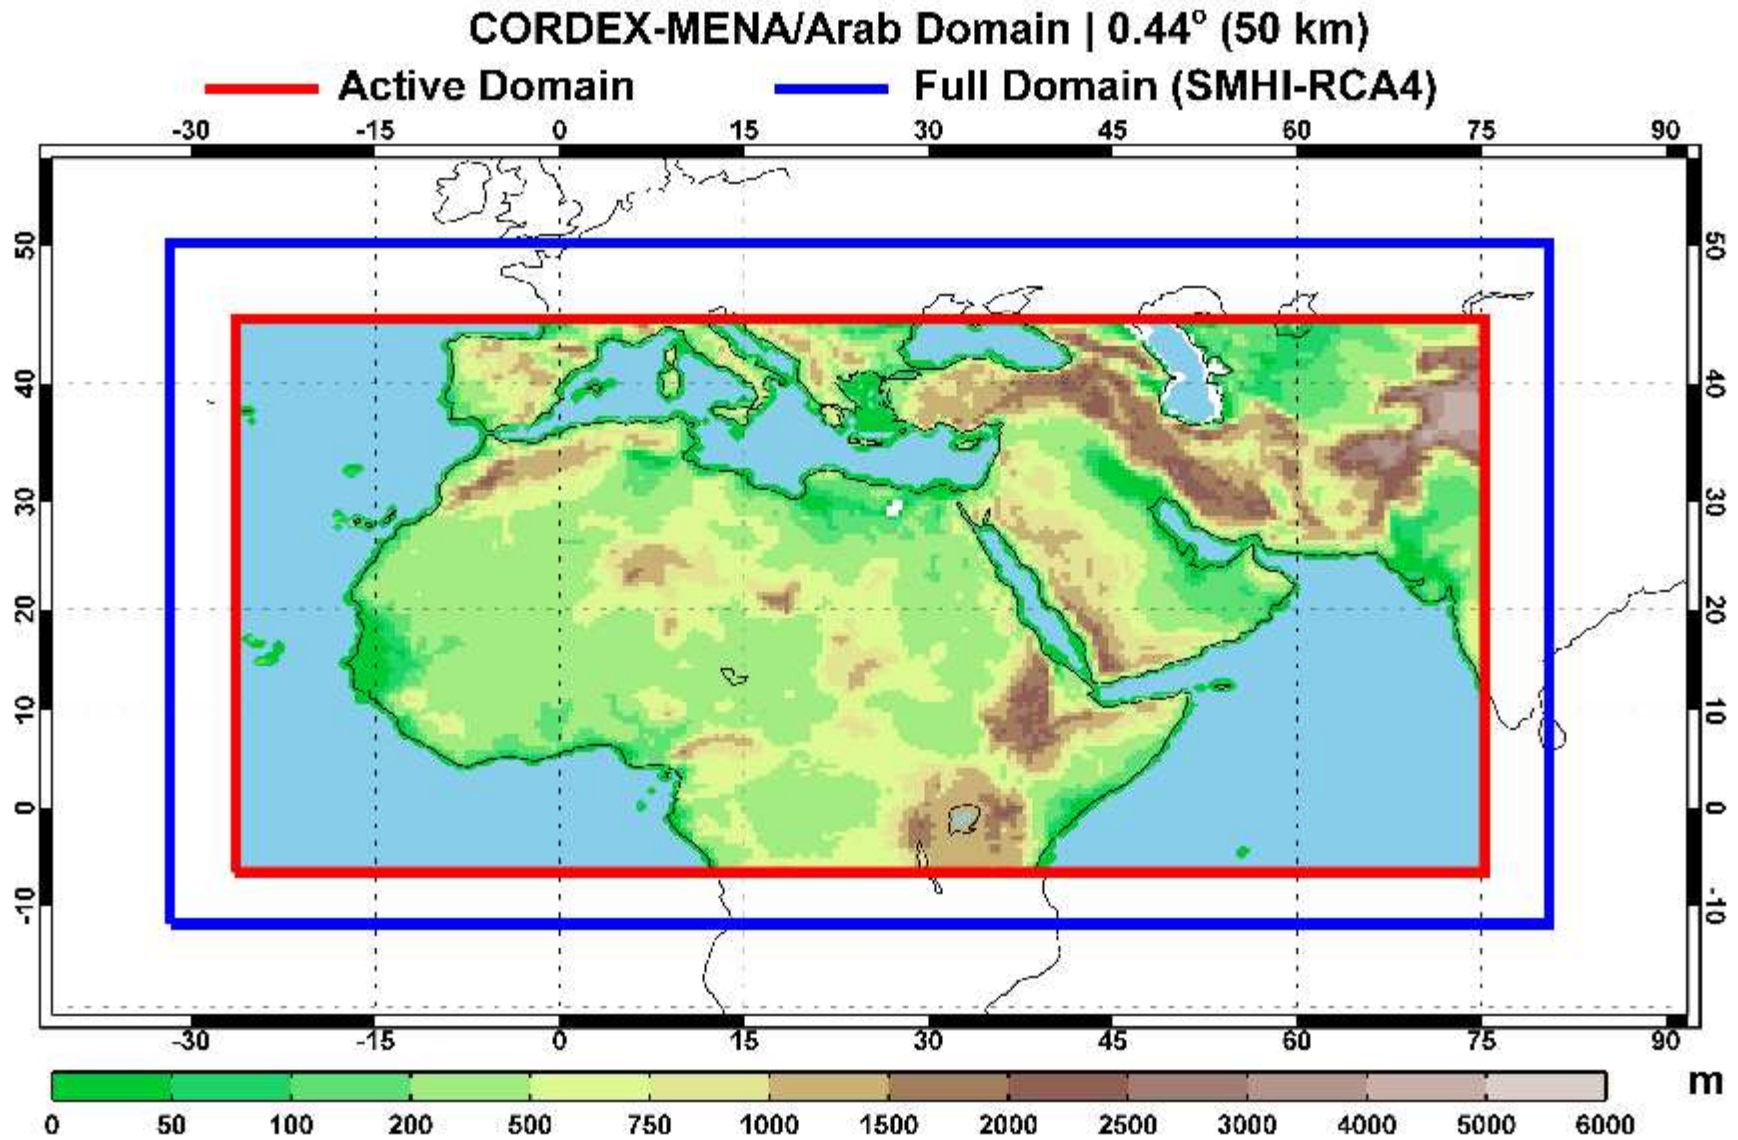 CORDEX-MENA/Arab Domain | 0.44° (50 km)
Active Domain Full Domain (SMHI-RCA4)
-30 -15 0 15 30 45 60 75 90
50 50
40 40
30 30
20 20
10 10
0 0
-10 -10
-30 -15 0 15 30 45 60 75 90
m
0 50 100 200 500 750 1000 1500 2000 2500 3000 4000 5000 6000